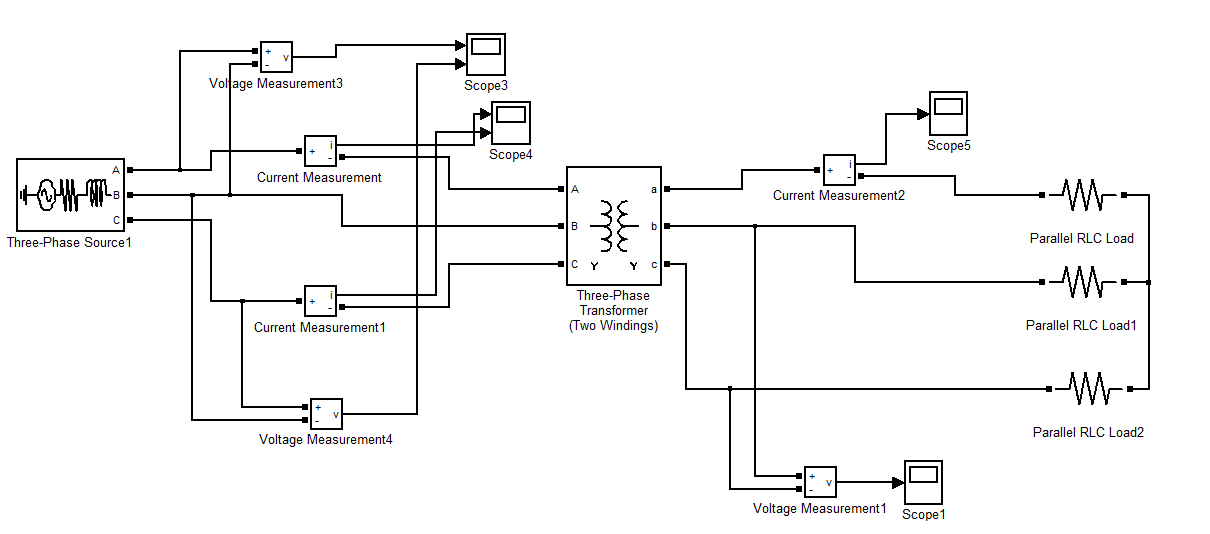 +
-
v
Voltage Measurement3
Scope3
+
i
-
Current Measurement
Scope4
A
B
C
Three-Phase Source1
+
i
-
Current Measurement1
+
-
v
Voltage Measurement4
A
B
C
a
b
c
Y
Y
Three-Phase
Transformer
(Two Windings)
+
i
-
Current Measurement2
Scope5
Parallel RLC Load
Parallel RLC Load1
Parallel RLC Load2
+
-
v
Voltage Measurement1
Scope1